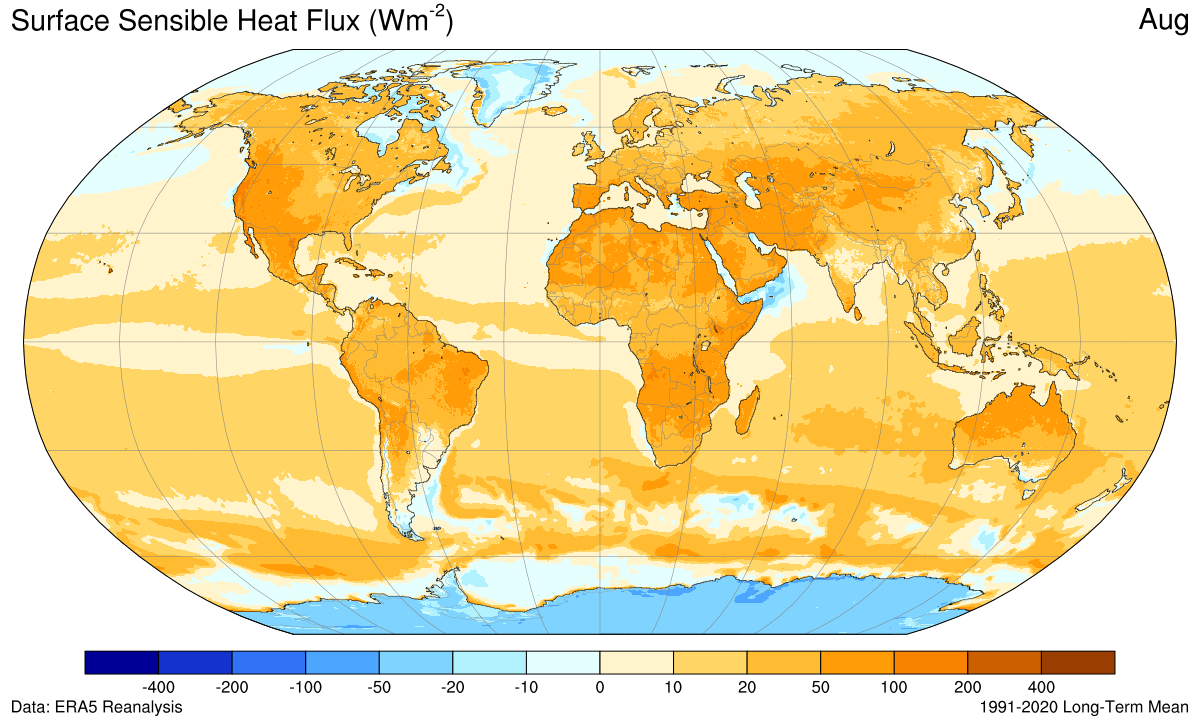 Surface Sensible Heat Flux (Wm⁻²) Aug
-400 -200 -100 -50 -20 -10 0 10 20 50 100 200 400
Data: ERA5 Reanalysis 1991-2020 Long-Term Mean